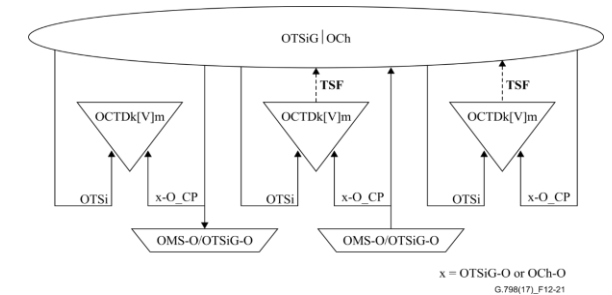 OTSiG | OCh
TSF
TSF
OCTDk[V]m
OCTDk[V]m
OCTDk[V]m
OTSi
x-O_CP
OTSi
x-O_CP
OTSi
x-O_CP
OMS-O/OTSiG-O
OMS-O/OTSiG-O
x = OTSiG-O or OCh-O
G.798(17)_F12-21